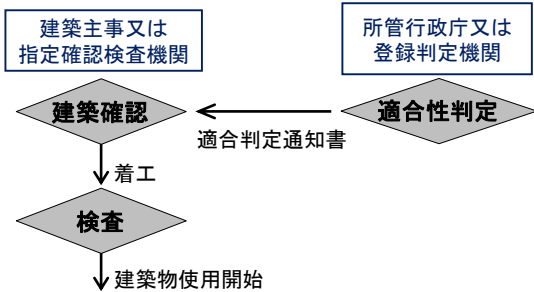 建築主事又は
指定確認検査機関
所管行政庁又は
登録判定機関
建築確認
適合性判定
適合判定通知書
着工
検査
建築物使用開始